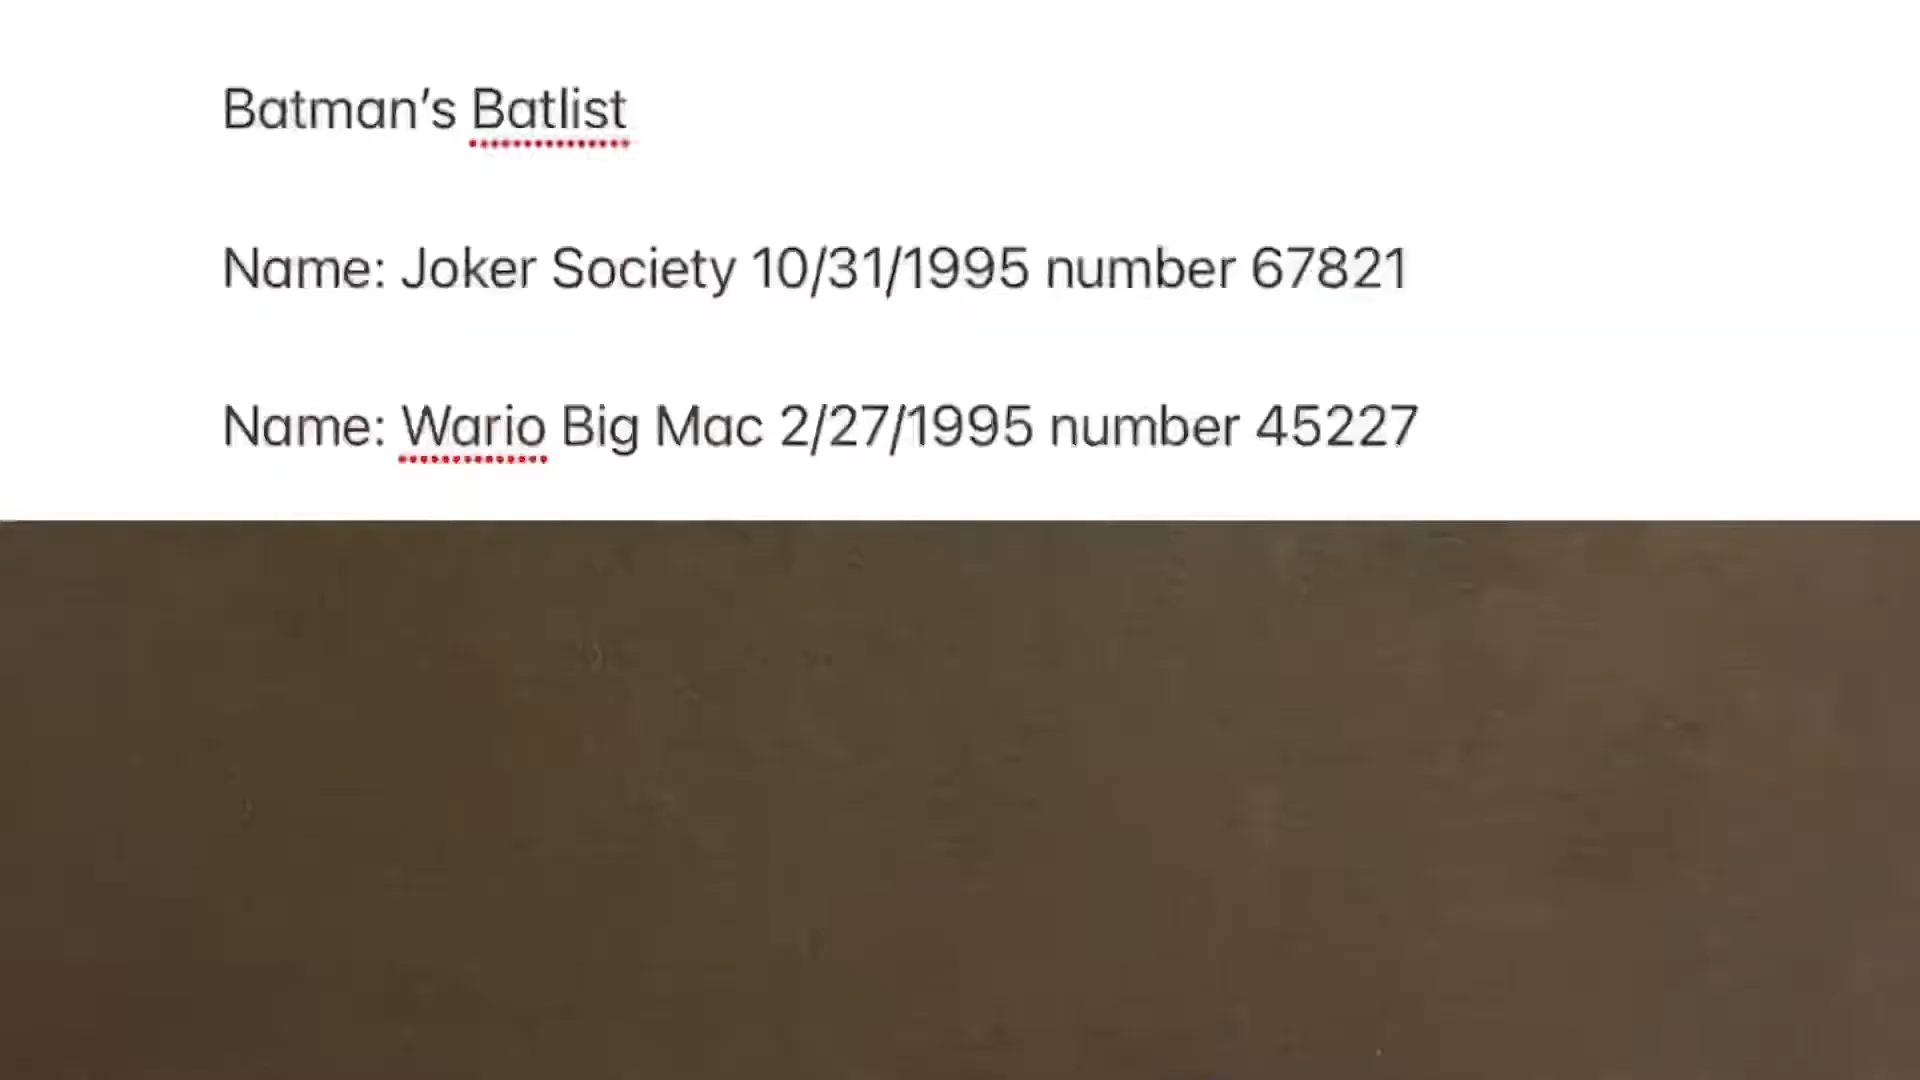 Batman's Batlist
Name: Joker Society 10/31/1995 number 67821
Name: Wario Big Mac 2/27/1995 number 45227